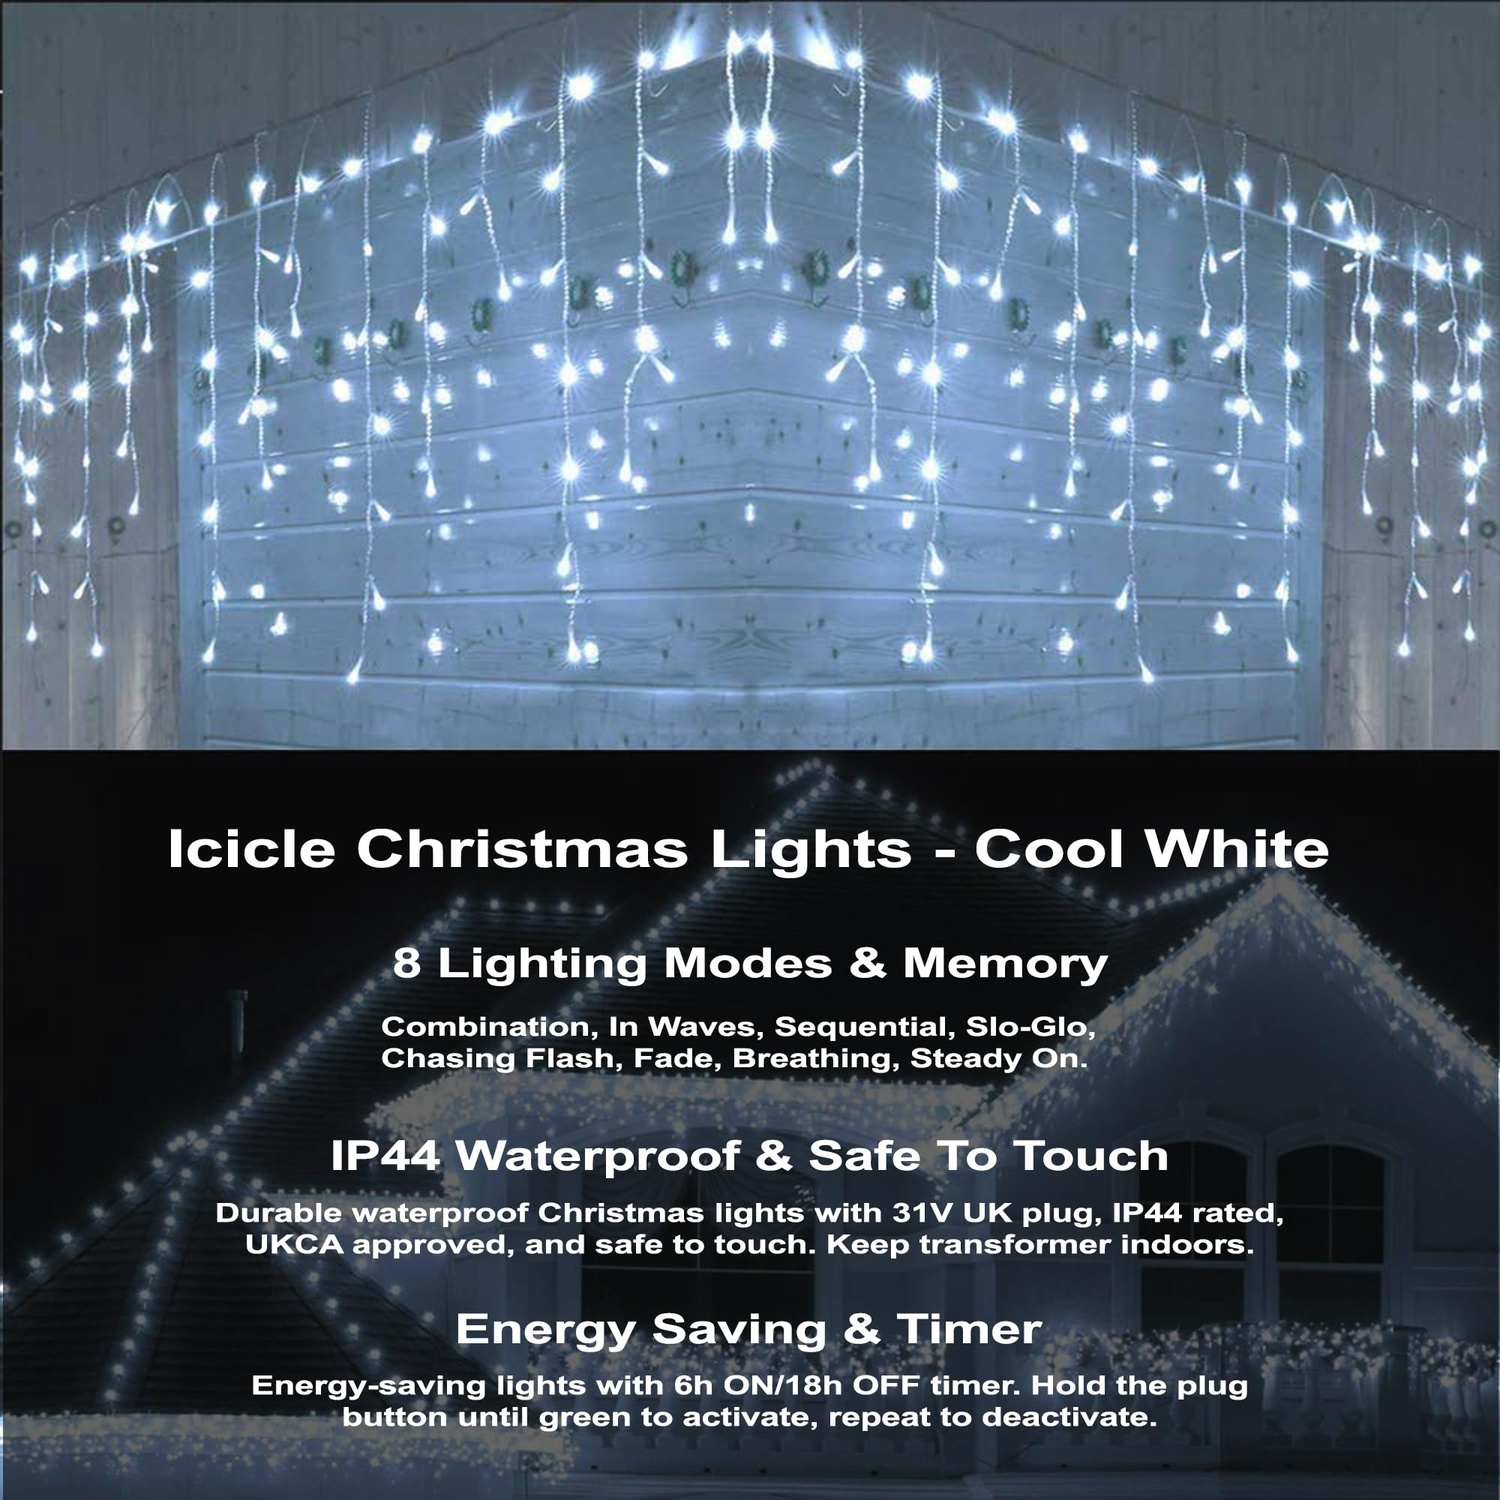 Icicle Christmas Lights - Cool White
8 Lighting Modes & Memory
Combination, In Waves, Sequential, Slo-Glo,
Chasing Flash, Fade, Breathing, Steady On.
IP44 Waterproof & Safe To Touch
Durable waterproof Christmas lights with 31V UK plug, IP44 rated,
UKCA approved, and safe to touch. Keep transformer indoors.
Energy Saving & Timer
Energy-saving lights with 6h ON/18h OFF timer. Hold the plug
button until green to activate, repeat to deactivate.